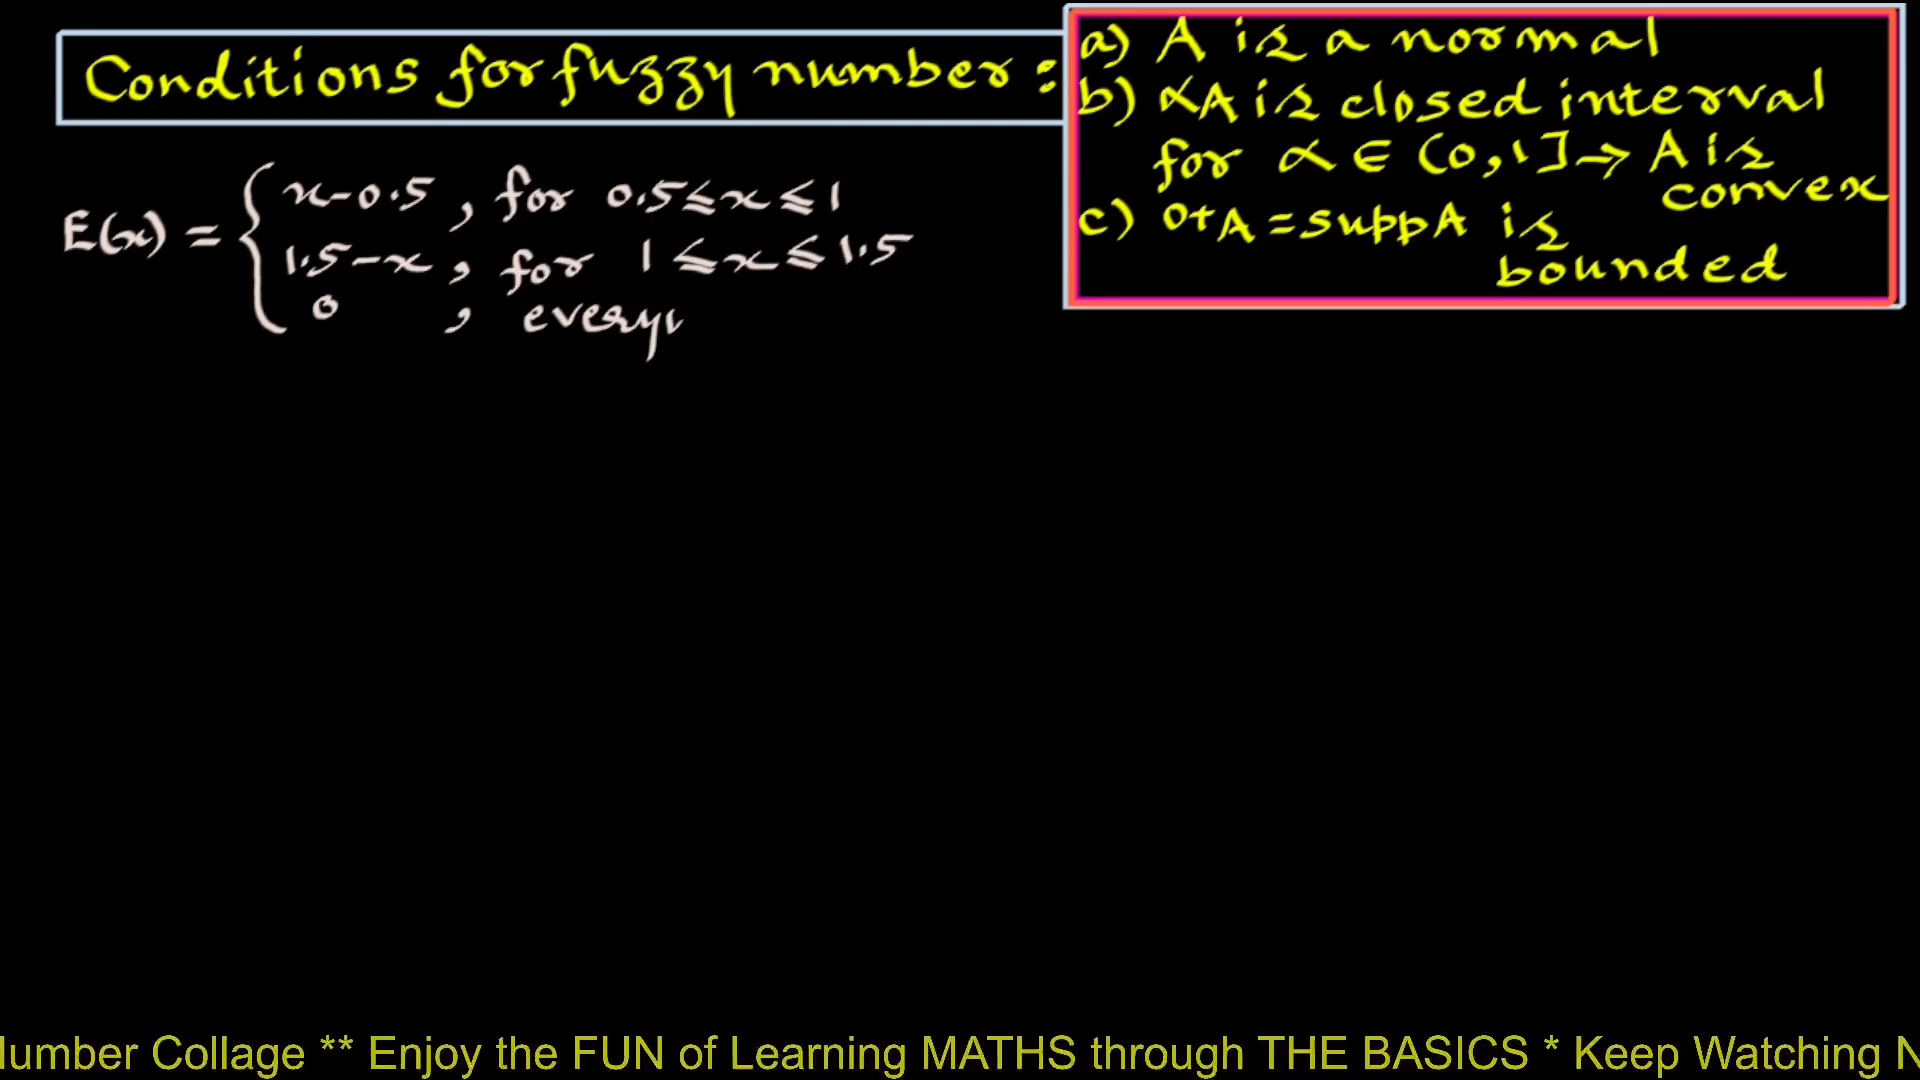 Conditions for fuzzy number :
a) A is a normal
b) αA is closed interval
for α ∈ (0,1] → A is
convex
c) 0+A = supp A is
bounded
E(x) = { x-0.5 , for 0.5 ≤ x ≤ 1
1.5-x , for 1 ≤ x ≤ 1.5
0 ,
Number Collage ** Enjoy the FUN of Learning MATHS through THE BASICS * Keep Watching N